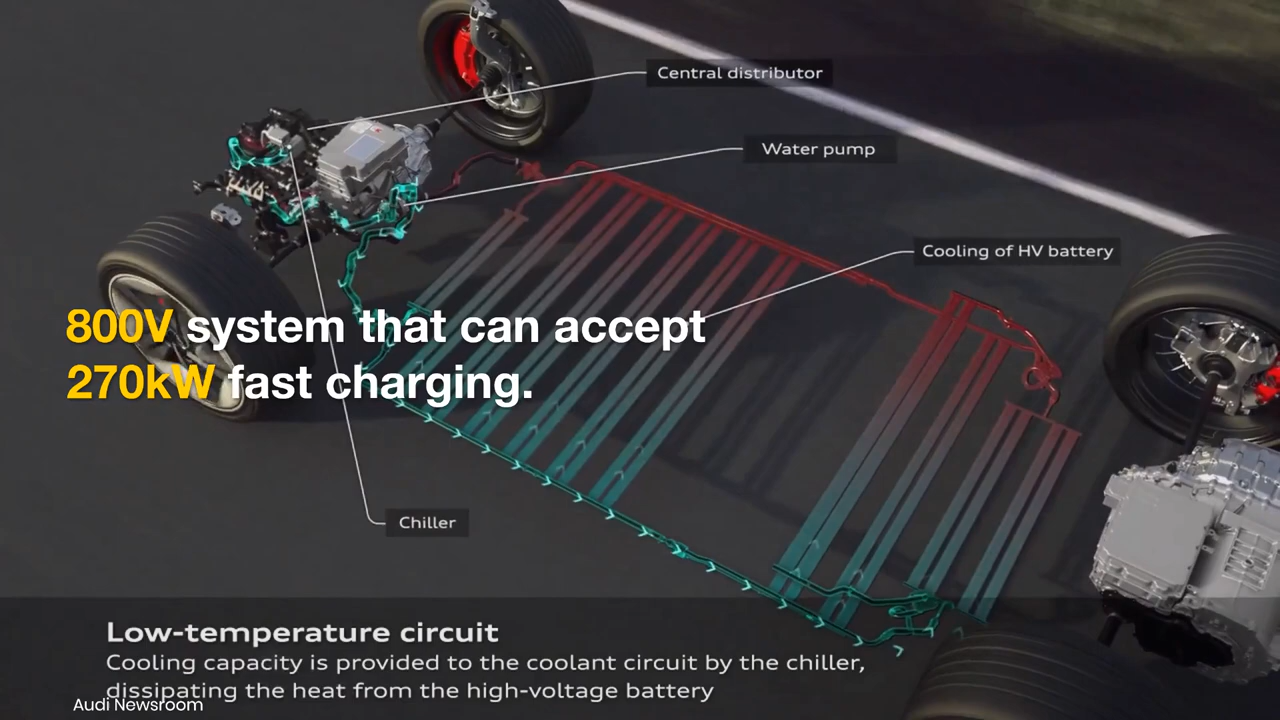 Central distributor
Water pump
Cooling of HV battery
800V system that can accept
270kW fast charging.
Chiller
Low-temperature circuit
Cooling capacity is provided to the coolant circuit by the chiller,
dissipating the heat from the high-voltage battery
Audi Newsroom